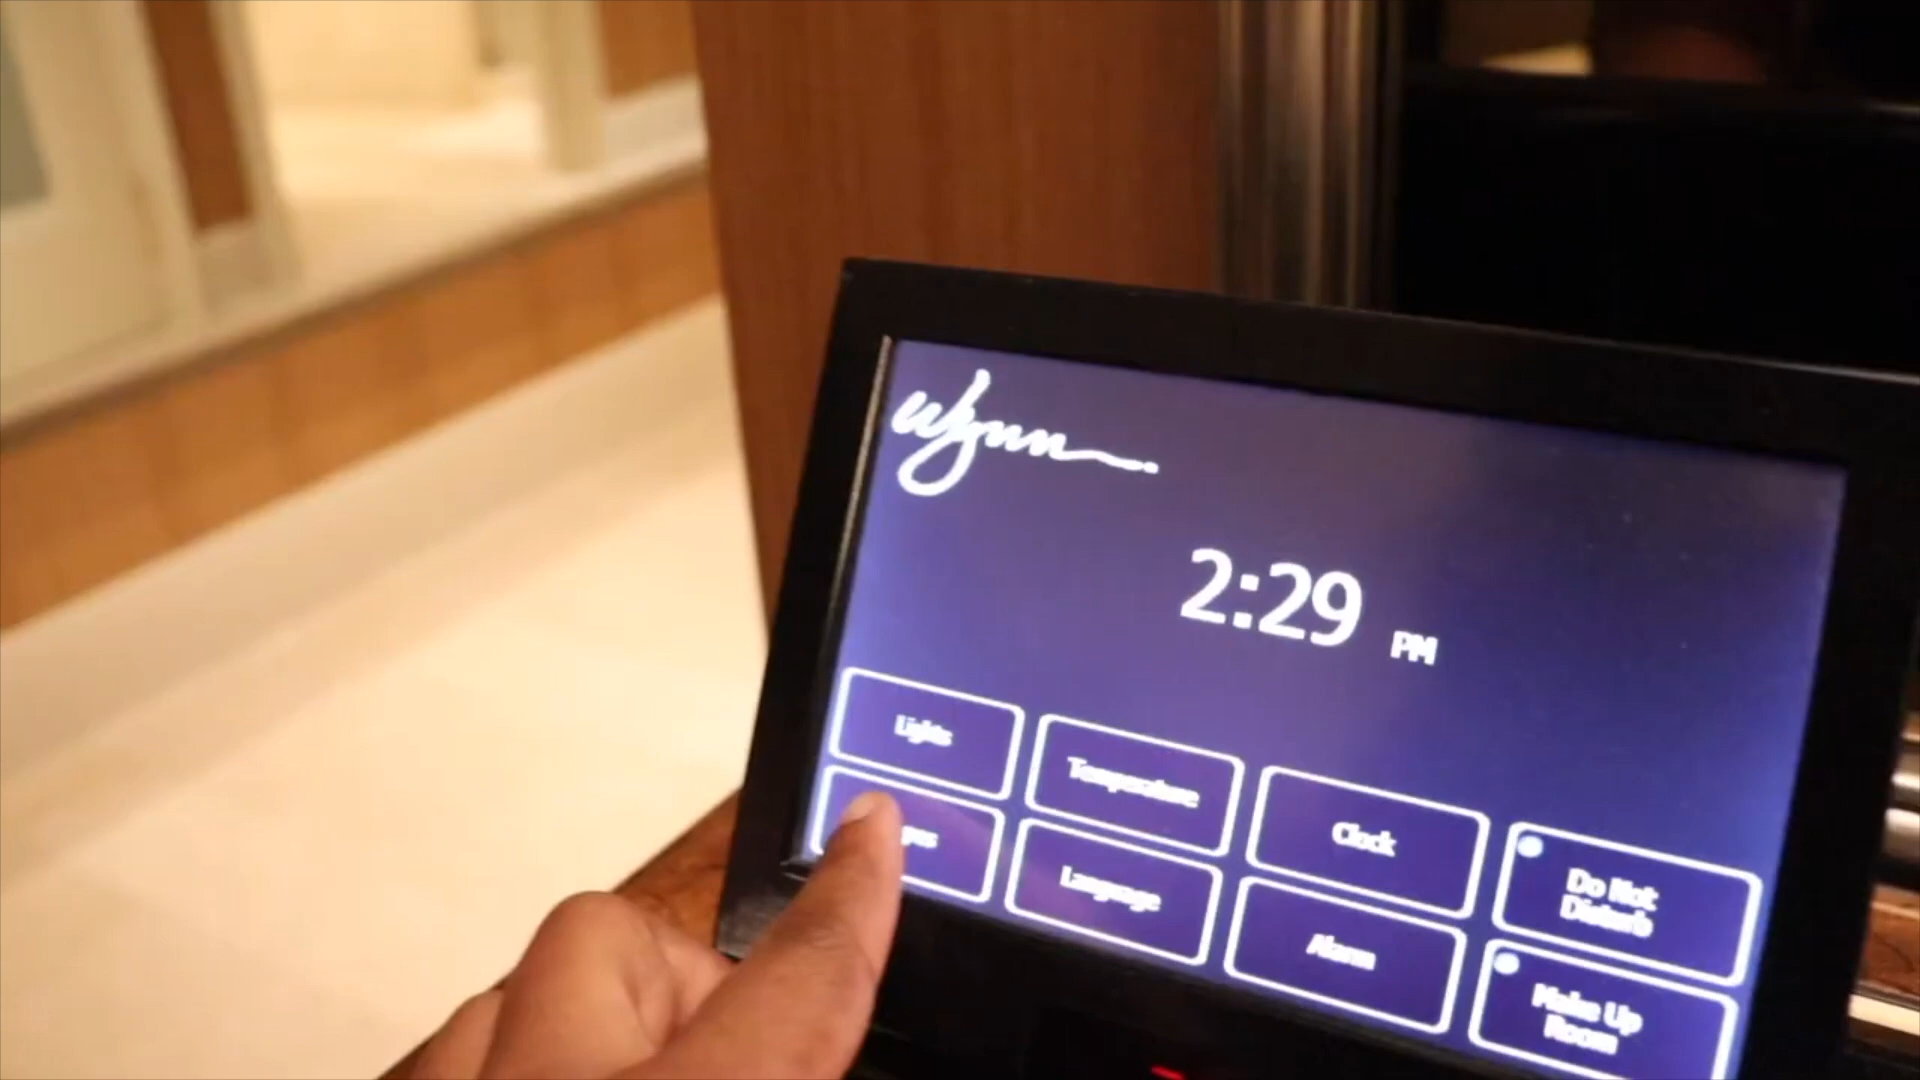 Wynn
2:29 PM
Lights
Temperature
Clock
Do Not
Disturb
Language
Alarm
Make Up
Room